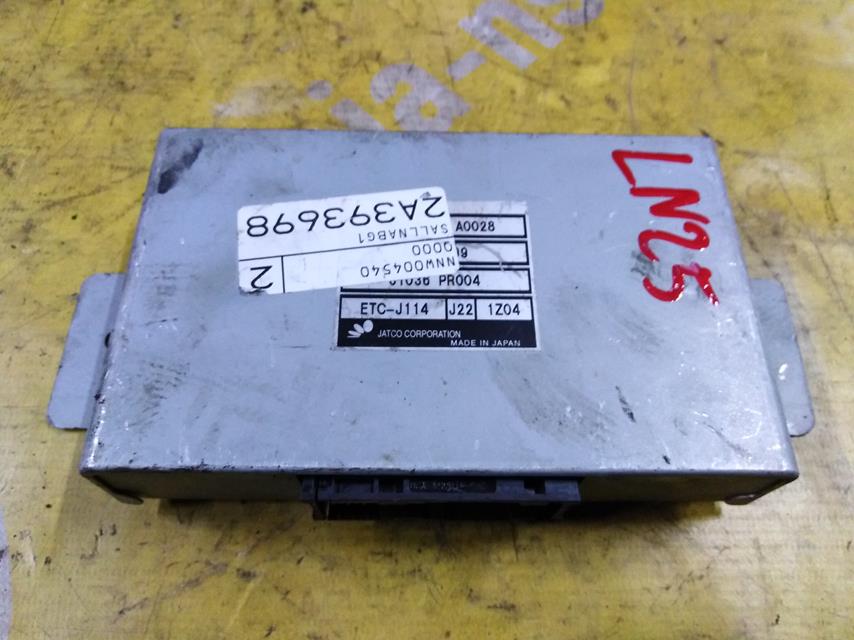 LN25
A0028
2A393698
SALLNABG1
0000
NNW004540
2
PR004
ETC-J114 J22 1Z04
JATCO CORPORATION
MADE IN JAPAN